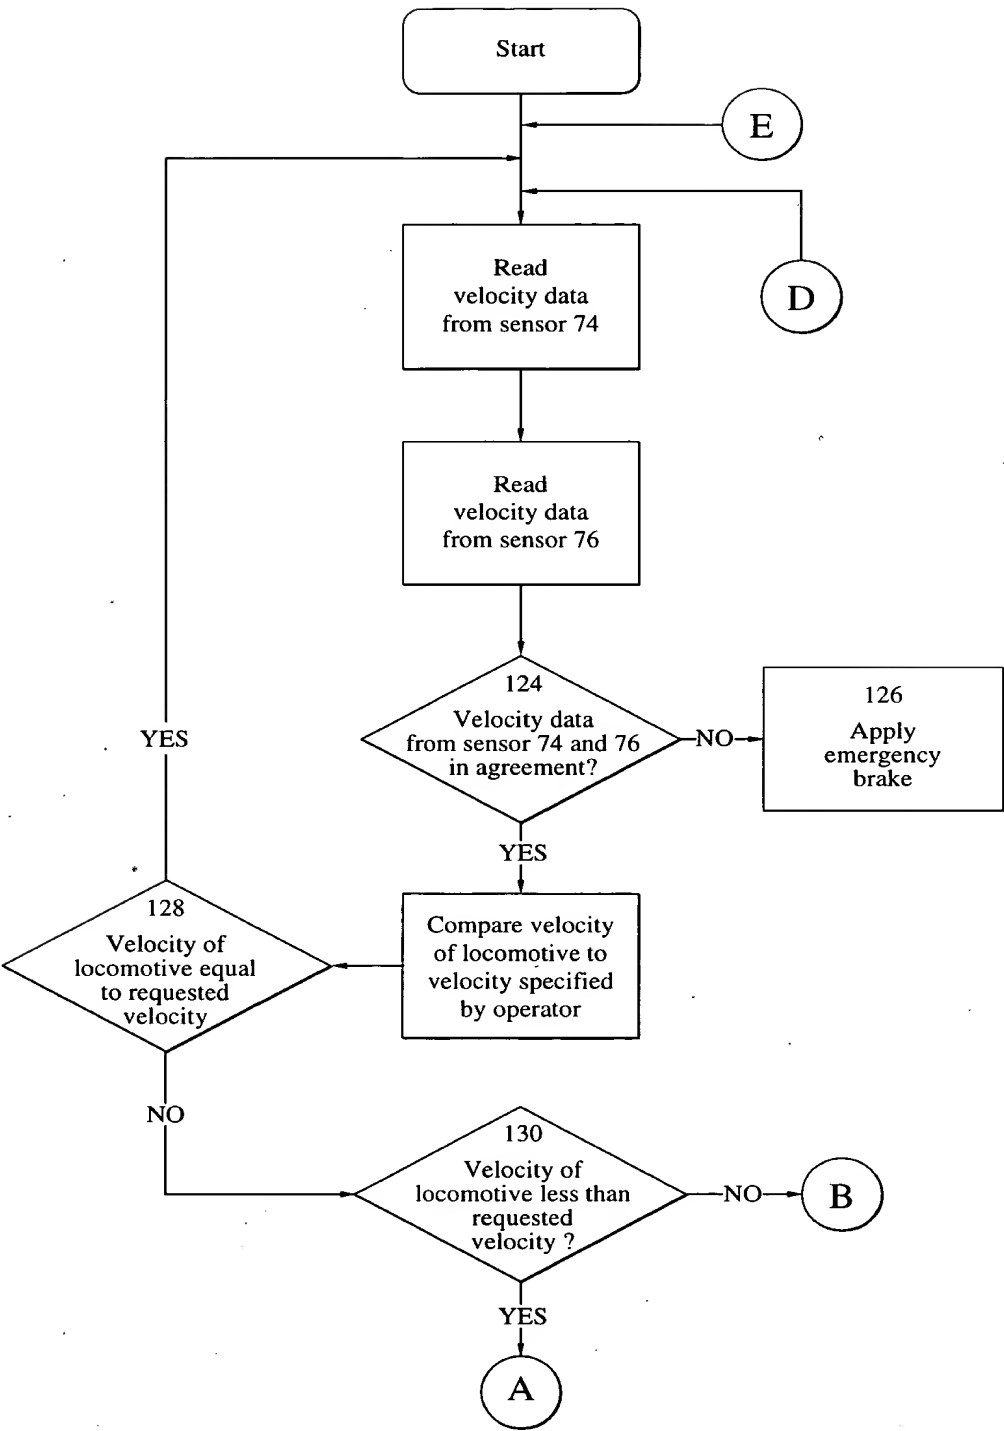 Start
E
D
Read
velocity data
from sensor 74
Read
velocity data
from sensor 76
124
Velocity data
from sensor 74 and 76
in agreement?
NO
126
Apply
emergency
brake
YES
YES
128
Velocity of
locomotive equal
to requested
velocity
Compare velocity
of locomotive to
velocity specified
by operator
NO
130
Velocity of
locomotive less than
requested
velocity ?
NO
B
YES
A